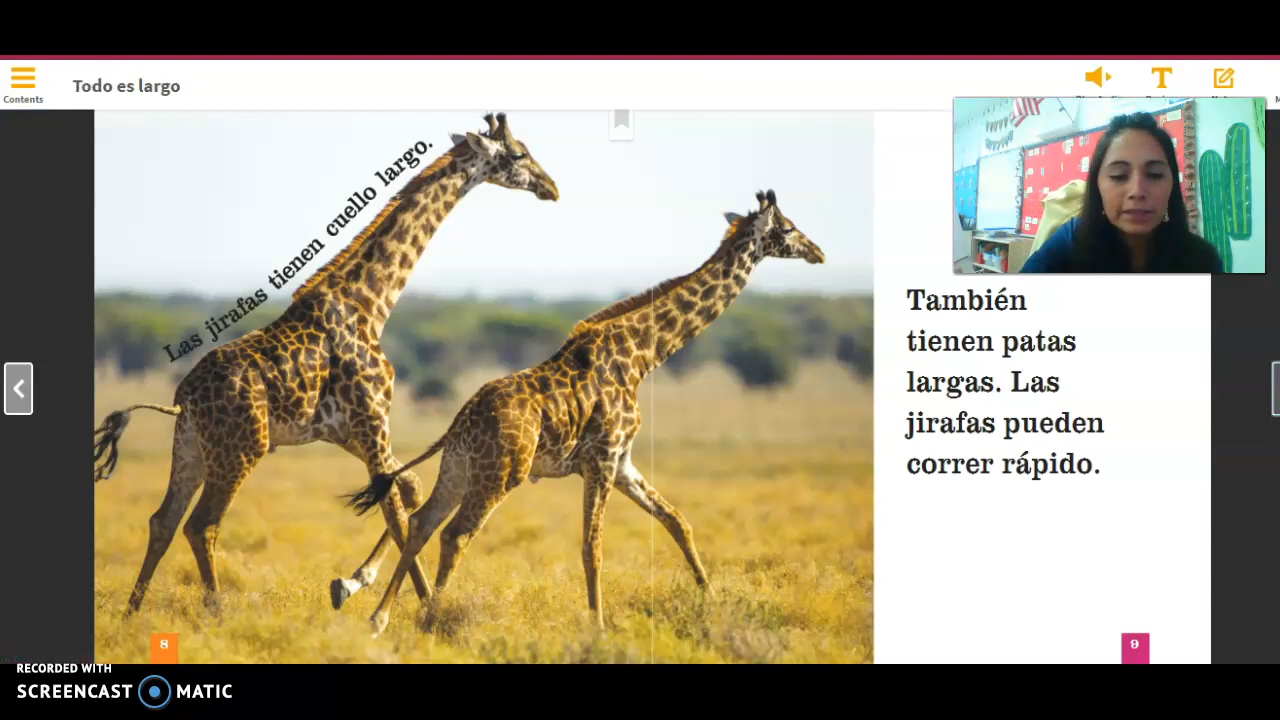 Contents
Todo es largo
Las jirafas tienen cuello largo.
También
tienen patas
largas. Las
jirafas pueden
correr rápido.
8
9
RECORDED WITH
SCREENCAST MATIC